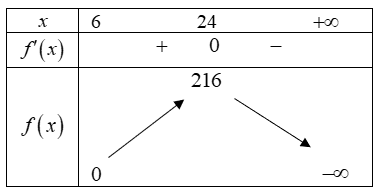 x 6 24 +∞
f′(x) + 0 −
216
f(x)
0 −∞